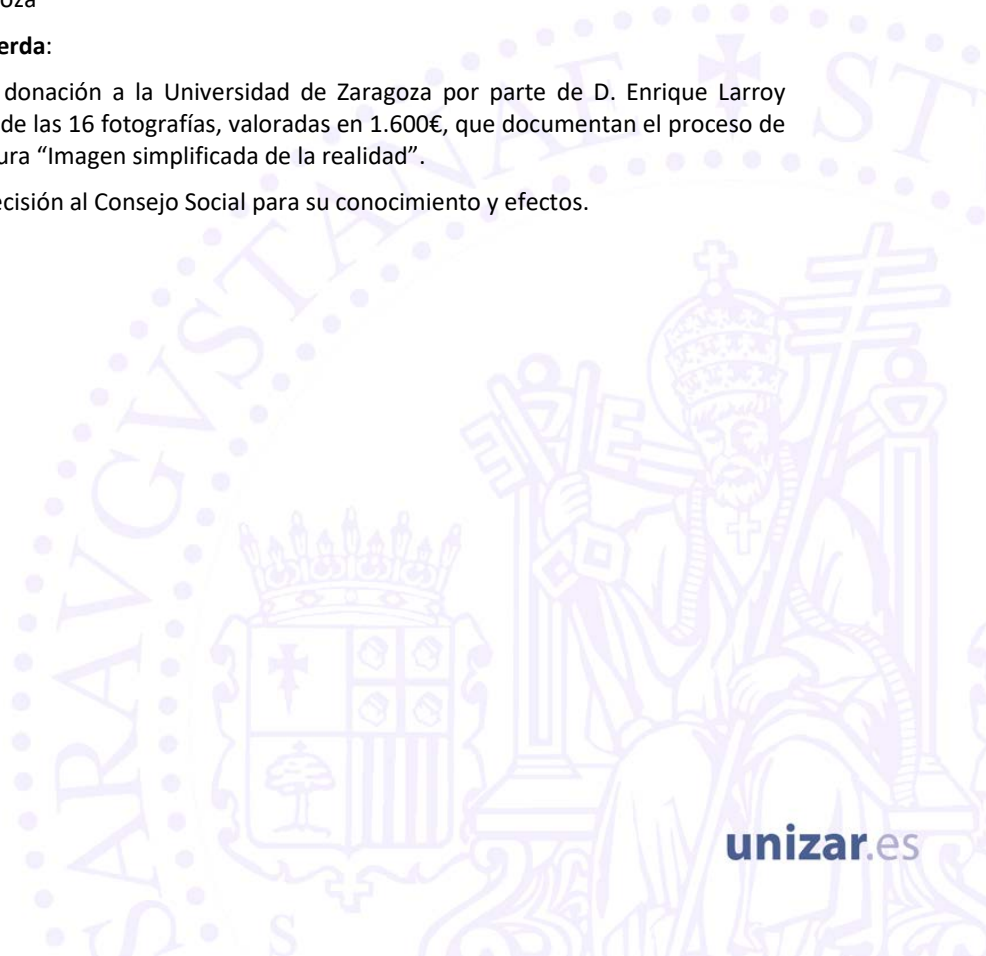 oza
erda:
donación a la Universidad de Zaragoza por parte de D. Enrique Larroy
de las 16 fotografías, valoradas en 1.600€, que documentan el proceso de
ura “Imagen simplificada de la realidad”.
ecisión al Consejo Social para su conocimiento y efectos.
SARAVGVSTANAE ST
S
unizar.es